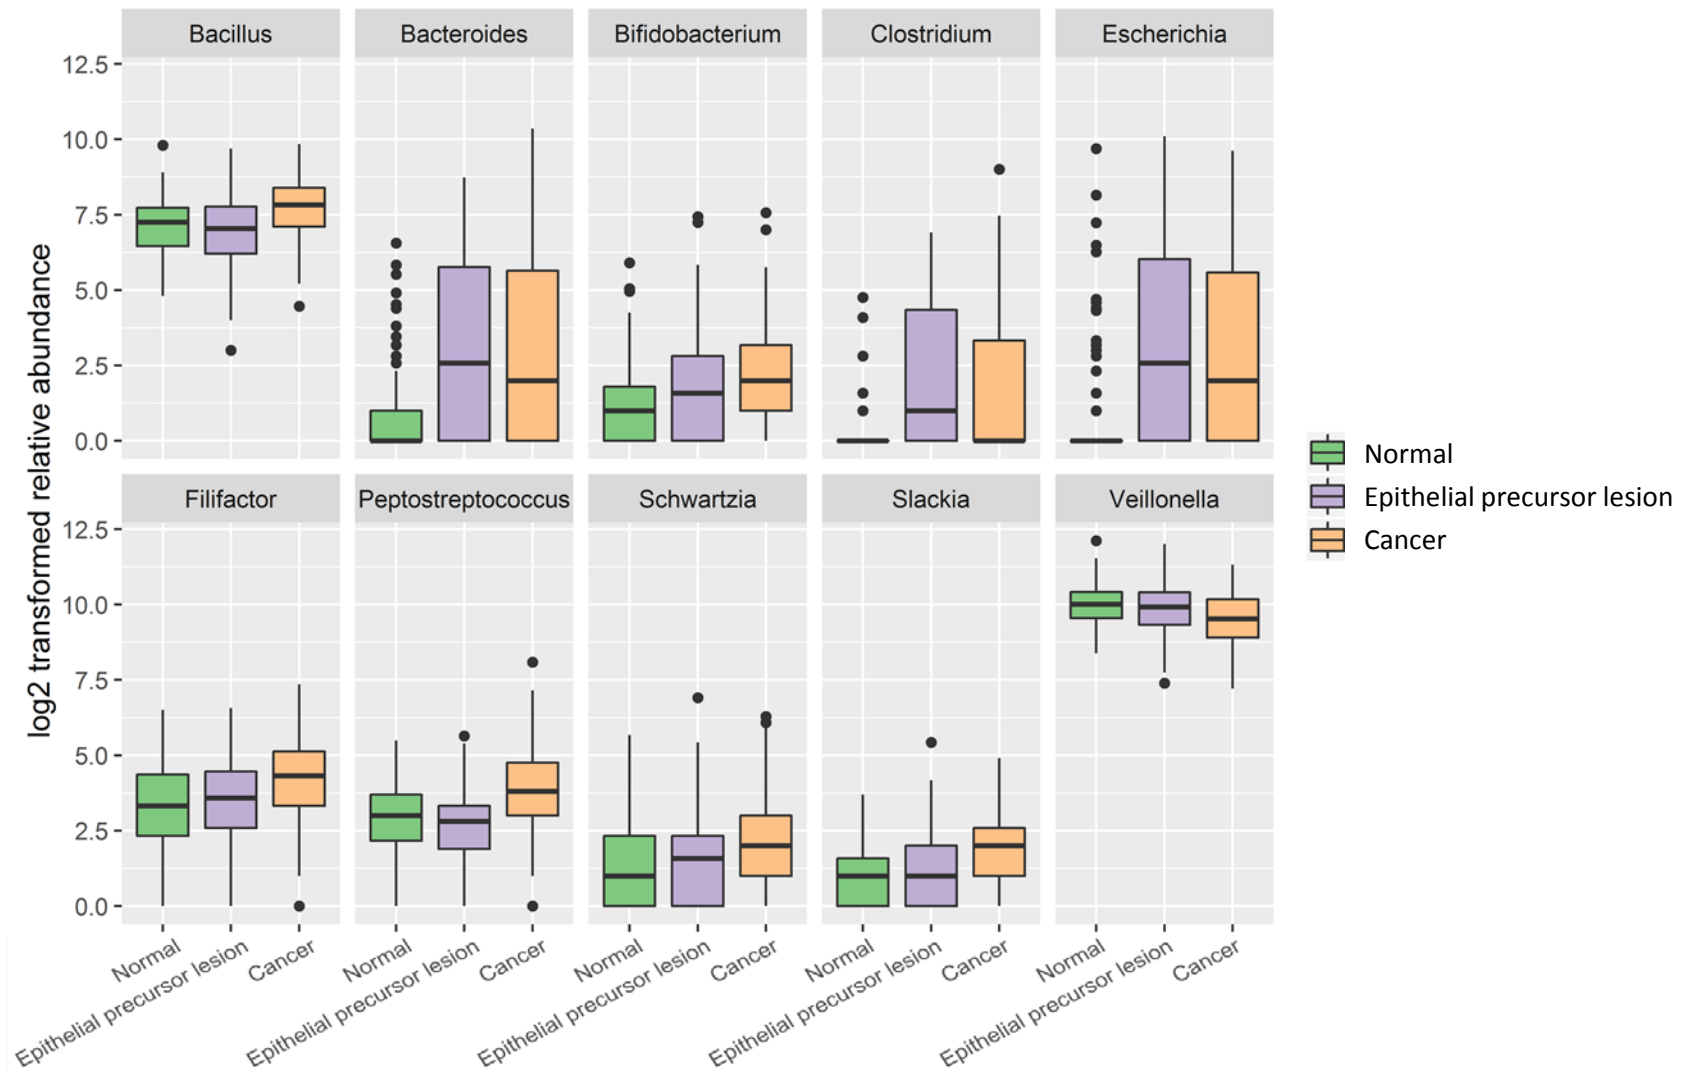 Bacillus Bacteroides Bifidobacterium Clostridium Escherichia
12.5
10.0
7.5
5.0
2.5
0.0
log2 transformed relative abundance
Filifactor Peptostreptococcus Schwartzia Slackia Veillonella
12.5
10.0
7.5
5.0
2.5
0.0
Normal Epithelial precursor lesion Cancer Normal Epithelial precursor lesion Cancer Normal Epithelial precursor lesion Cancer Normal Epithelial precursor lesion Cancer Normal Epithelial precursor lesion Cancer
Normal
Epithelial precursor lesion
Cancer